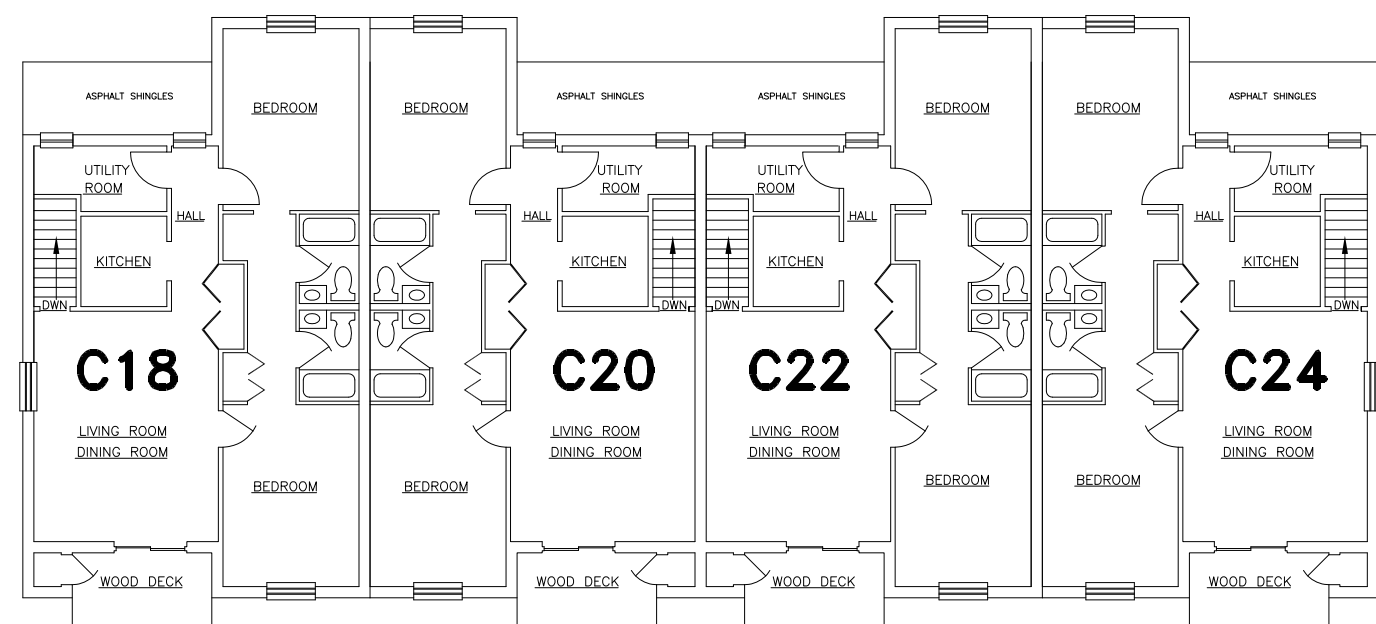 ASPHALT SHINGLES
BEDROOM
BEDROOM
ASPHALT SHINGLES
ASPHALT SHINGLES
BEDROOM
BEDROOM
ASPHALT SHINGLES
UTILITY
ROOM
UTILITY
ROOM
UTILITY
ROOM
UTILITY
ROOM
HALL
HALL
HALL
HALL
KITCHEN
KITCHEN
KITCHEN
KITCHEN
DWN
DWN
DWN
DWN
C18
C20
C22
C24
LIVING ROOM
DINING ROOM
LIVING ROOM
DINING ROOM
LIVING ROOM
DINING ROOM
LIVING ROOM
DINING ROOM
BEDROOM
BEDROOM
BEDROOM
BEDROOM
WOOD DECK
WOOD DECK
WOOD DECK
WOOD DECK